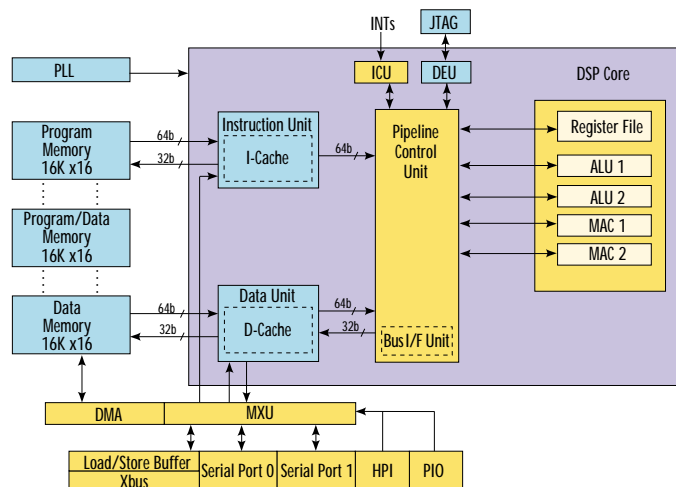 INTs
JTAG
PLL
ICU
DEU
DSP Core
Program
Memory
16K x16
64b
32b
Instruction Unit
I-Cache
64b
Pipeline
Control
Unit
Register File
ALU 1
ALU 2
MAC 1
MAC 2
Program/Data
Memory
16K x16
Data
Memory
16K x16
64b
32b
Data Unit
D-Cache
64b
32b
Bus I/F Unit
DMA
MXU
Load/Store Buffer
Xbus
Serial Port 0
Serial Port 1
HPI
PIO